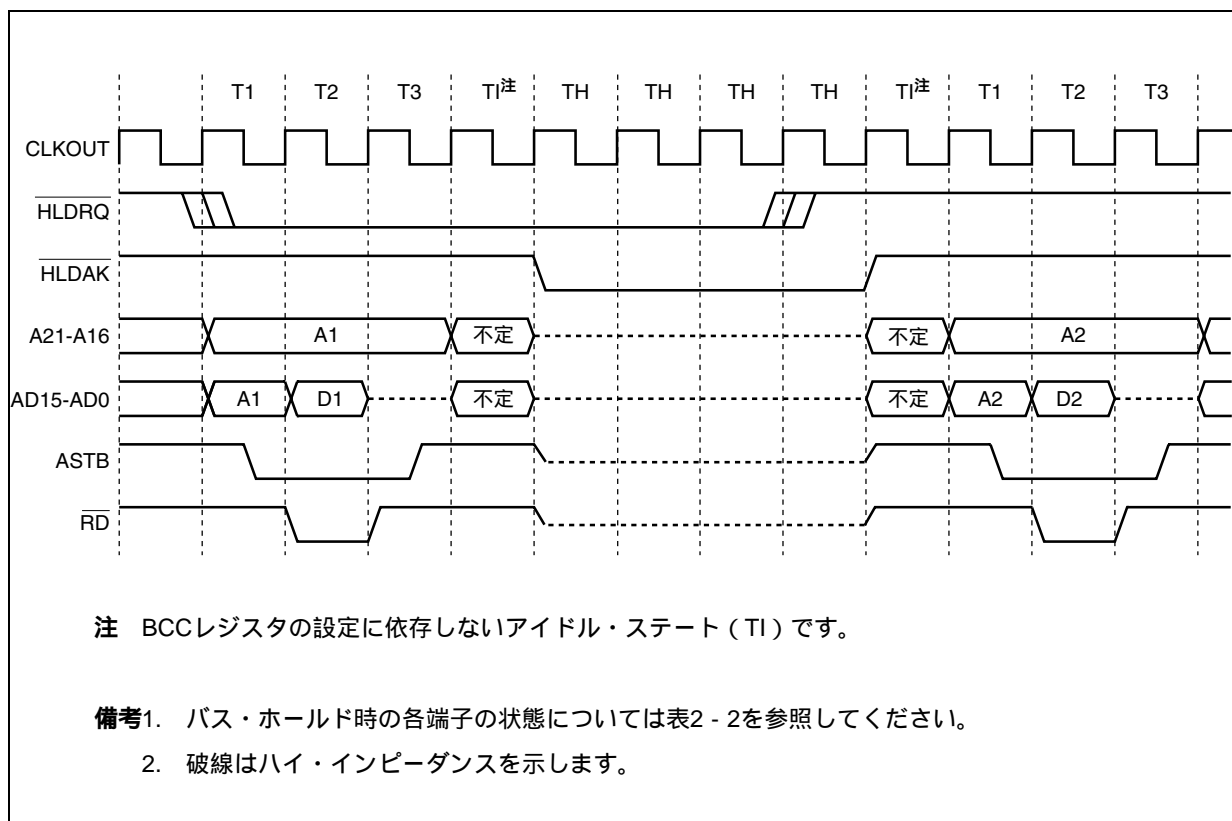 T1 T2 T3 TI注 TH TH TH TH TI注 T1 T2 T3
CLKOUT
HLDRQ
HLDAK
A21-A16 A1 不定 不定 A2
AD15-AD0 A1 D1 不定 不定 A2 D2
ASTB
RD
注 BCCレジスタの設定に依存しないアイドル・ステート（TI）です。
備考1. バス・ホールド時の各端子の状態については表2-2を参照してください。
2. 破線はハイ・インピーダンスを示します。